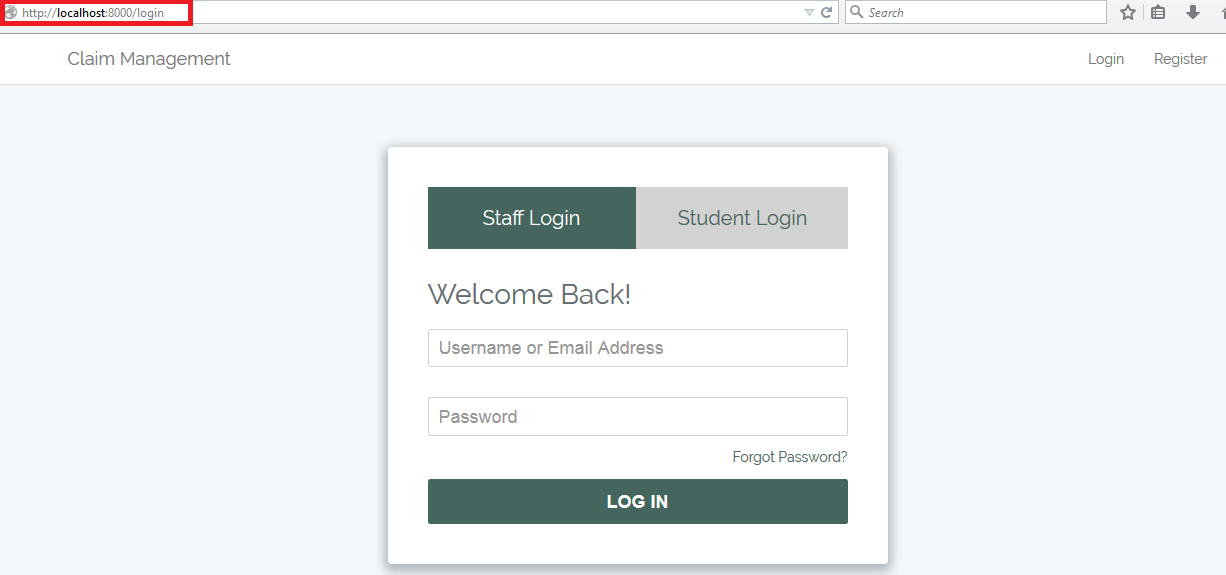 http://localhost:8000/login
Search
Claim Management
Login Register
Staff Login Student Login
Welcome Back!
Username or Email Address
Password
Forgot Password?
LOG IN